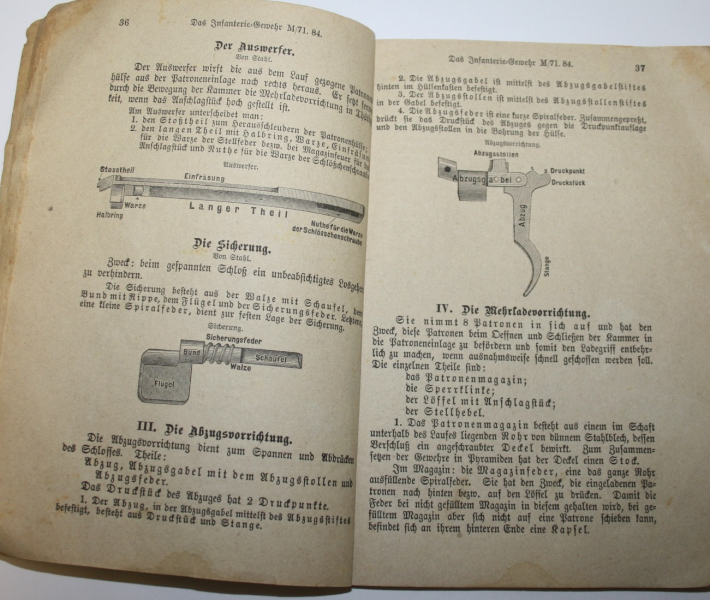 36
Das Infanterie-Gewehr M/71. 84.
Der Auswerfer.
Von Stahl.
Der Auswerfer wirft die aus dem Lauf gezogene
hülse aus der Patroneneinlage nach rechts heraus. Er setzt ferner
durch die Bewegung der Kammer die Mehrladevorrichtung in
keit, wenn das Anschlagstück hoch gestellt ist.
Am Auswerfer unterscheidet man:
1. den Stoßtheil zum Herausschleudern der Patronenhülse;
2. den langen Theil mit Halbring, Warze, Einfräsung
für die Warze der Stellfeder bezw. bei Magazinfeuer für das
Anschlagstück und Nuthe für die Warze der Schlößchenschraube
Auswerfer.
Stosstheil
Einfräsung
Langer Theil
Warze
Halbring
Nuthe für die Warze
der Schlösschenschraube
Die Sicherung.
Von Stahl.
Zweck: beim gespannten Schloß ein unbeabsichtigtes Losgehen
zu verhindern.
Die Sicherung besteht aus der Walze mit Schaufel, dem
Bund mit Rippe, dem Flügel und der Sicherungsfeder. Letztere,
eine kleine Spiralfeder, dient zur festen Lage der Sicherung.
Sicherung.
Sicherungsfeder
Bund
Schaufel
Walze
Flügel
III. Die Abzugsvorrichtung.
Die Abzugsvorrichtung dient zum Spannen und Abdrücken
des Schlosses. Theile:
Abzug, Abzugsgabel mit dem Abzugsstollen und
Abzugsfeder.
Das Druckstück des Abzuges hat 2 Druckpunkte.
1. Der Abzug, in der Abzugsgabel mittelst des Abzugsstiftes
befestigt, besteht aus Druckstück und Stange.
Das Infanterie-Gewehr M/71. 84.
37
2. Die Abzugsgabel ist mittelst des Abzugsgabelstiftes
hinten im Hülsenkasten befestigt.
3. Der Abzugsstollen ist mittelst des Abzugsstollenstiftes
in der Gabel befestigt.
4. Die Abzugsfeder ist eine kurze Spiralfeder. Zusammengepreßt,
drückt sie das Druckstück des Abzuges gegen die Druckpunktauflage
und den Abzugsstollen in die Bahrung der Hülse.
Abzugsvorrichtung.
Abzugsstollen
2 Druckpunkt
Abzugsgabel
Druckstück
Abzug
Stange
IV. Die Mehrladevorrichtung.
Sie nimmt 8 Patronen in sich auf und hat den
Zweck, diese Patronen beim Oeffnen und Schließen der Kammer in
die Patroneneinlage zu befördern und somit den Ladegriff entbehr-
lich zu machen, wenn ausnahmsweise schnell geschossen werden soll.
Die einzelnen Theile sind:
das Patronenmagazin;
die Sperrklinke;
der Löffel mit Anschlagstück;
der Stellhebel.
1. Das Patronenmagazin besteht aus einem im Schaft
unterhalb des Laufes liegenden Rohr von dünnem Stahlblech, dessen
Verschluß ein angeschraubter Deckel bewirkt. Zum Zusammen-
setzen der Gewehre in Pyramiden hat der Deckel einen Stock.
Im Magazin: die Magazinfeder, eine das ganze Rohr
ausfüllende Spiralfeder. Sie hat den Zweck, die eingeladenen Pa-
tronen nach hinten bezw. auf den Löffel zu drücken. Damit die
Feder bei nicht gefülltem Magazin in diesem gehalten wird, bei ge-
fülltem Magazin aber sich nicht auf eine Patrone schieben kann,
befindet sich an ihrem hinteren Ende eine Kapsel.